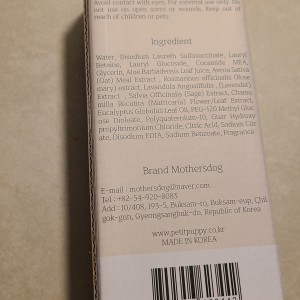 Avoid contact with eyes. For external use only. Do
not use on open sores or wounds. Keep out of
reach of children or pets.
Ingredient
Water, Disodium Laureth Sulfosuccinate, Lauryl
Betaine, Lauryl Glucoside, Cocamide MEA,
Glycerin, Aloe Barbadensis Leaf Juice, Avena Sativa
(Oat) Meal Extract, Rosmarinus Officinalis (Rose
mary) extract, Lavandula Angustifolia, (Lavender)
Extract, Salvia Officinalis (Sage) Extract, Chamo
milla Recutita (Matricaria) Flower/Leaf Extract,
Eucalyptus Globulus Leaf Oil, PEG-120 Methyl Gluc
ose Dioleate, Polyquaternium-10, Guar Hydroxy
propyltrimonium Chloride, Citric Acid, Sodium Chl
Disodium EDTA, Sodium Benzoate, Fragrance
Brand Mothersdog
E-mail : mothersdog@naver.com
Tel : +82-54-920-8083
Add : 10/408, 193-5, Buksam-ro, Buksam-eup, Chil
gok-gun, Gyeongsangbuk-do, Republic of Korea
www.petitpuppy.co.kr
MADE IN KOREA